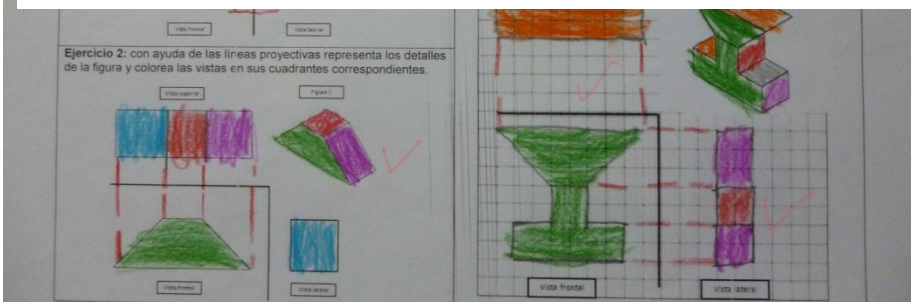 Vista frontal
Vista lateral
Ejercicio 2: con ayuda de las líneas proyectivas representa los detalles
de la figura y colorea las vistas en sus cuadrantes correspondientes.
Vista superior
Figura 2
Vista frontal
Vista lateral
Vista frontal
Vista lateral